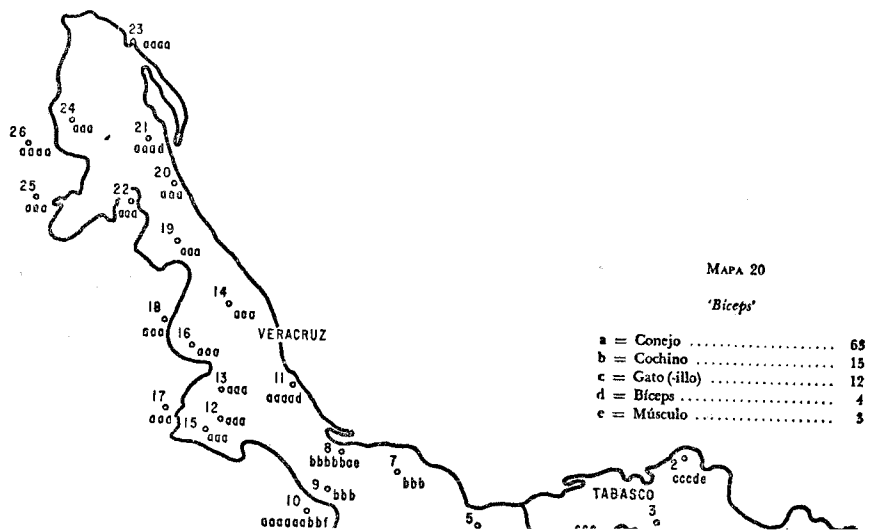 23
aaaa
24
aaa
21
aaad
26
aaaa
20
aaa
25
aaa
22
aaa
19
aaa
14
aaa
18
aaa
VERACRUZ
16
aaa
13
aaa
11
aaaad
17
aaa
12
aaa
15
aaa
8
bbbbbae
7
bbb
9
bbb
10
aaaaaabbf
5
TABASCO
2
cccde
3
MAPA 20
'Bíceps'
a = Conejo .................... 63
b = Cochino .................... 15
c = Gato (-illo) .................... 12
d = Bíceps .................... 4
e = Músculo .................... 3